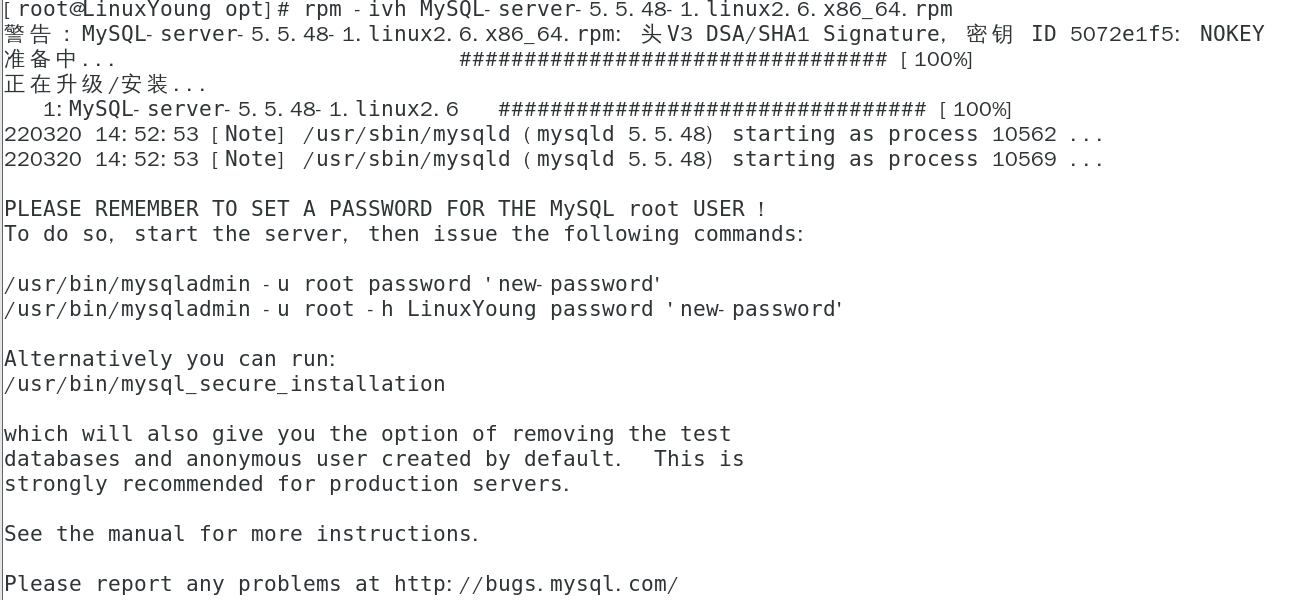 [root@LinuxYoung opt]# rpm -ivh MySQL-server-5.5.48-1.linux2.6.x86_64.rpm
警告：MySQL-server-5.5.48-1.linux2.6.x86_64.rpm: 头V3 DSA/SHA1 Signature, 密钥 ID 5072e1f5: NOKEY
准备中... ################################# [100%]
正在升级/安装...
1:MySQL-server-5.5.48-1.linux2.6 ################################# [100%]
220320 14:52:53 [Note] /usr/sbin/mysqld (mysqld 5.5.48) starting as process 10562 ...
220320 14:52:53 [Note] /usr/sbin/mysqld (mysqld 5.5.48) starting as process 10569 ...
PLEASE REMEMBER TO SET A PASSWORD FOR THE MySQL root USER !
To do so, start the server, then issue the following commands:
/usr/bin/mysqladmin -u root password 'new-password'
/usr/bin/mysqladmin -u root -h LinuxYoung password 'new-password'
Alternatively you can run:
/usr/bin/mysql_secure_installation
which will also give you the option of removing the test
databases and anonymous user created by default.  This is
strongly recommended for production servers.
See the manual for more instructions.
Please report any problems at http://bugs.mysql.com/